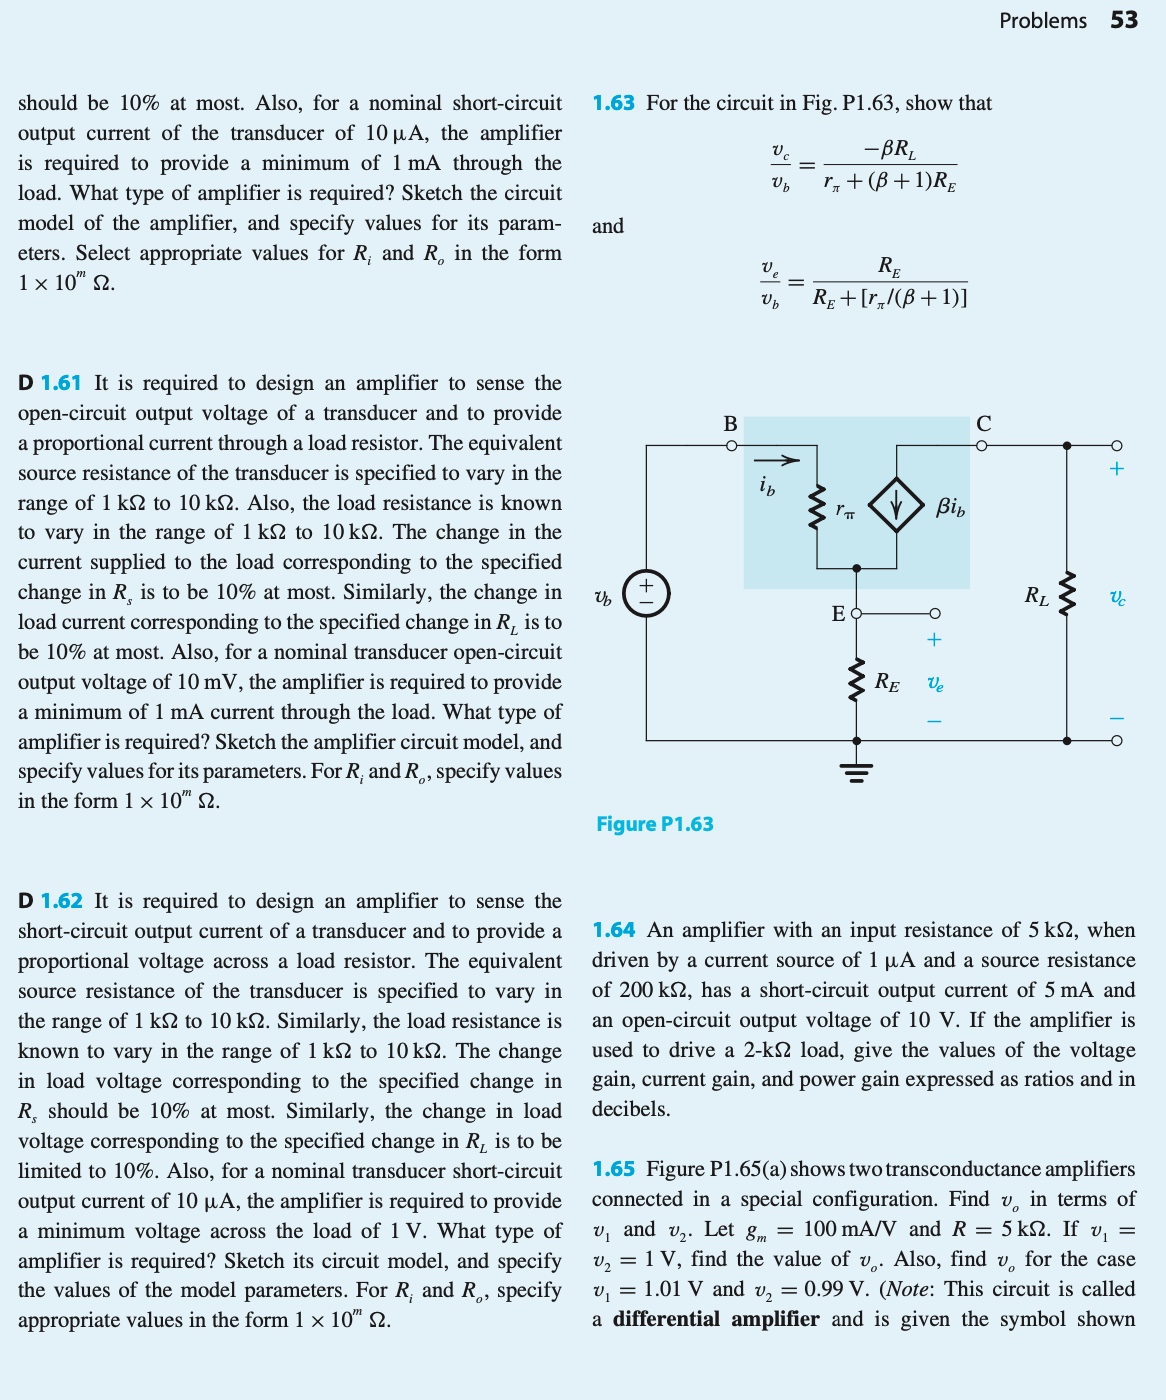 Problems 53
should be 10% at most. Also, for a nominal short-circuit
output current of the transducer of 10 µA, the amplifier
is required to provide a minimum of 1 mA through the
load. What type of amplifier is required? Sketch the circuit
model of the amplifier, and specify values for its param-
eters. Select appropriate values for R_i and R_o in the form
1 × 10^m Ω.
D 1.61 It is required to design an amplifier to sense the
open-circuit output voltage of a transducer and to provide
a proportional current through a load resistor. The equivalent
source resistance of the transducer is specified to vary in the
range of 1 kΩ to 10 kΩ. Also, the load resistance is known
to vary in the range of 1 kΩ to 10 kΩ. The change in the
current supplied to the load corresponding to the specified
change in R_s is to be 10% at most. Similarly, the change in
load current corresponding to the specified change in R_L is to
be 10% at most. Also, for a nominal transducer open-circuit
output voltage of 10 mV, the amplifier is required to provide
a minimum of 1 mA current through the load. What type of
amplifier is required? Sketch the amplifier circuit model, and
specify values for its parameters. For R_i and R_o, specify values
in the form 1 × 10^m Ω.
D 1.62 It is required to design an amplifier to sense the
short-circuit output current of a transducer and to provide a
proportional voltage across a load resistor. The equivalent
source resistance of the transducer is specified to vary in
the range of 1 kΩ to 10 kΩ. Similarly, the load resistance is
known to vary in the range of 1 kΩ to 10 kΩ. The change
in load voltage corresponding to the specified change in
R_s should be 10% at most. Similarly, the change in load
voltage corresponding to the specified change in R_L is to be
limited to 10%. Also, for a nominal transducer short-circuit
output current of 10 µA, the amplifier is required to provide
a minimum voltage across the load of 1 V. What type of
amplifier is required? Sketch its circuit model, and specify
the values of the model parameters. For R_i and R_o, specify
appropriate values in the form 1 × 10^m Ω.
1.63 For the circuit in Fig. P1.63, show that
v_c/v_b = −βR_L/(r_π + (β + 1)R_E)
and
v_e/v_b = R_E/(R_E + [r_π/(β + 1)])
B
C
+
i_b
r_π
βi_b
v_b
+
−
R_L
v_c
E
+
R_E
v_e
−
−
Figure P1.63
1.64 An amplifier with an input resistance of 5 kΩ, when
driven by a current source of 1 µA and a source resistance
of 200 kΩ, has a short-circuit output current of 5 mA and
an open-circuit output voltage of 10 V. If the amplifier is
used to drive a 2-kΩ load, give the values of the voltage
gain, current gain, and power gain expressed as ratios and in
decibels.
1.65 Figure P1.65(a) shows two transconductance amplifiers
connected in a special configuration. Find v_o in terms of
v_1 and v_2. Let g_m = 100 mA/V and R = 5 kΩ. If v_1 =
v_2 = 1 V, find the value of v_o. Also, find v_o for the case
v_1 = 1.01 V and v_2 = 0.99 V. (Note: This circuit is called
a differential amplifier and is given the symbol shown